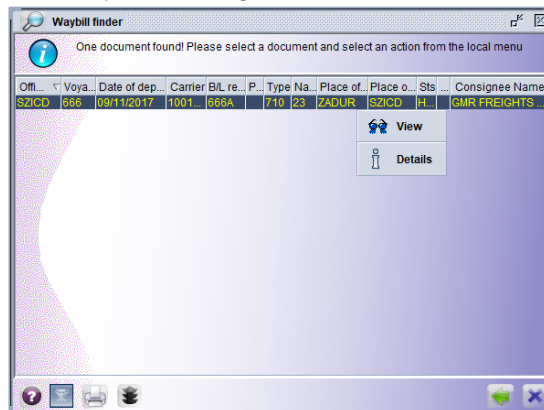 Waybill finder
One document found! Please select a document and select an action from the local menu
Offi... Voya... Date of dep... Carrier B/L re... P... Type Na... Place of... Place o... Sts ... Consignee Name
SZICD 666 09/11/2017 1001... 666A 710 23 ZADUR SZICD H... GMR FREIGHTS ...
View
Details